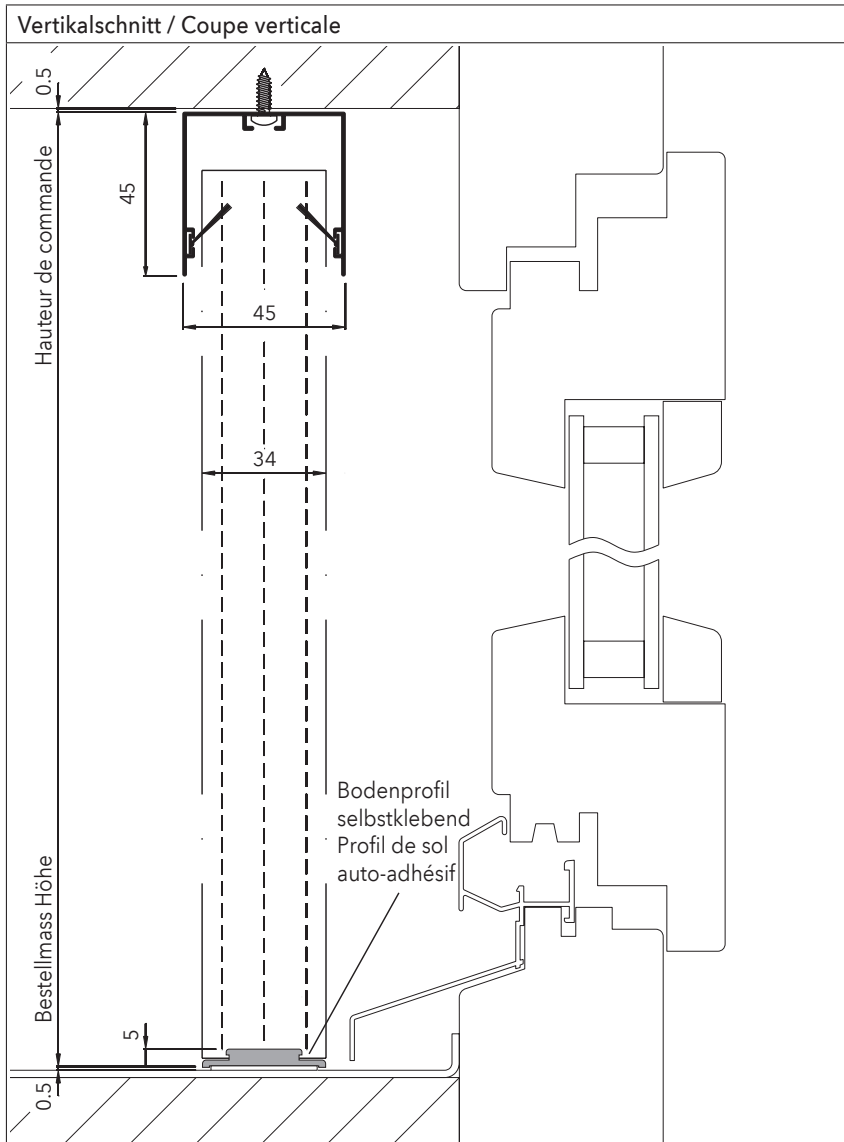 Vertikalschnitt / Coupe verticale
0.5
Hauteur de commande
45
45
34
Bodenprofil
selbstklebend
Profil de sol
auto-adhésif
Bestellmass Höhe
5
0.5